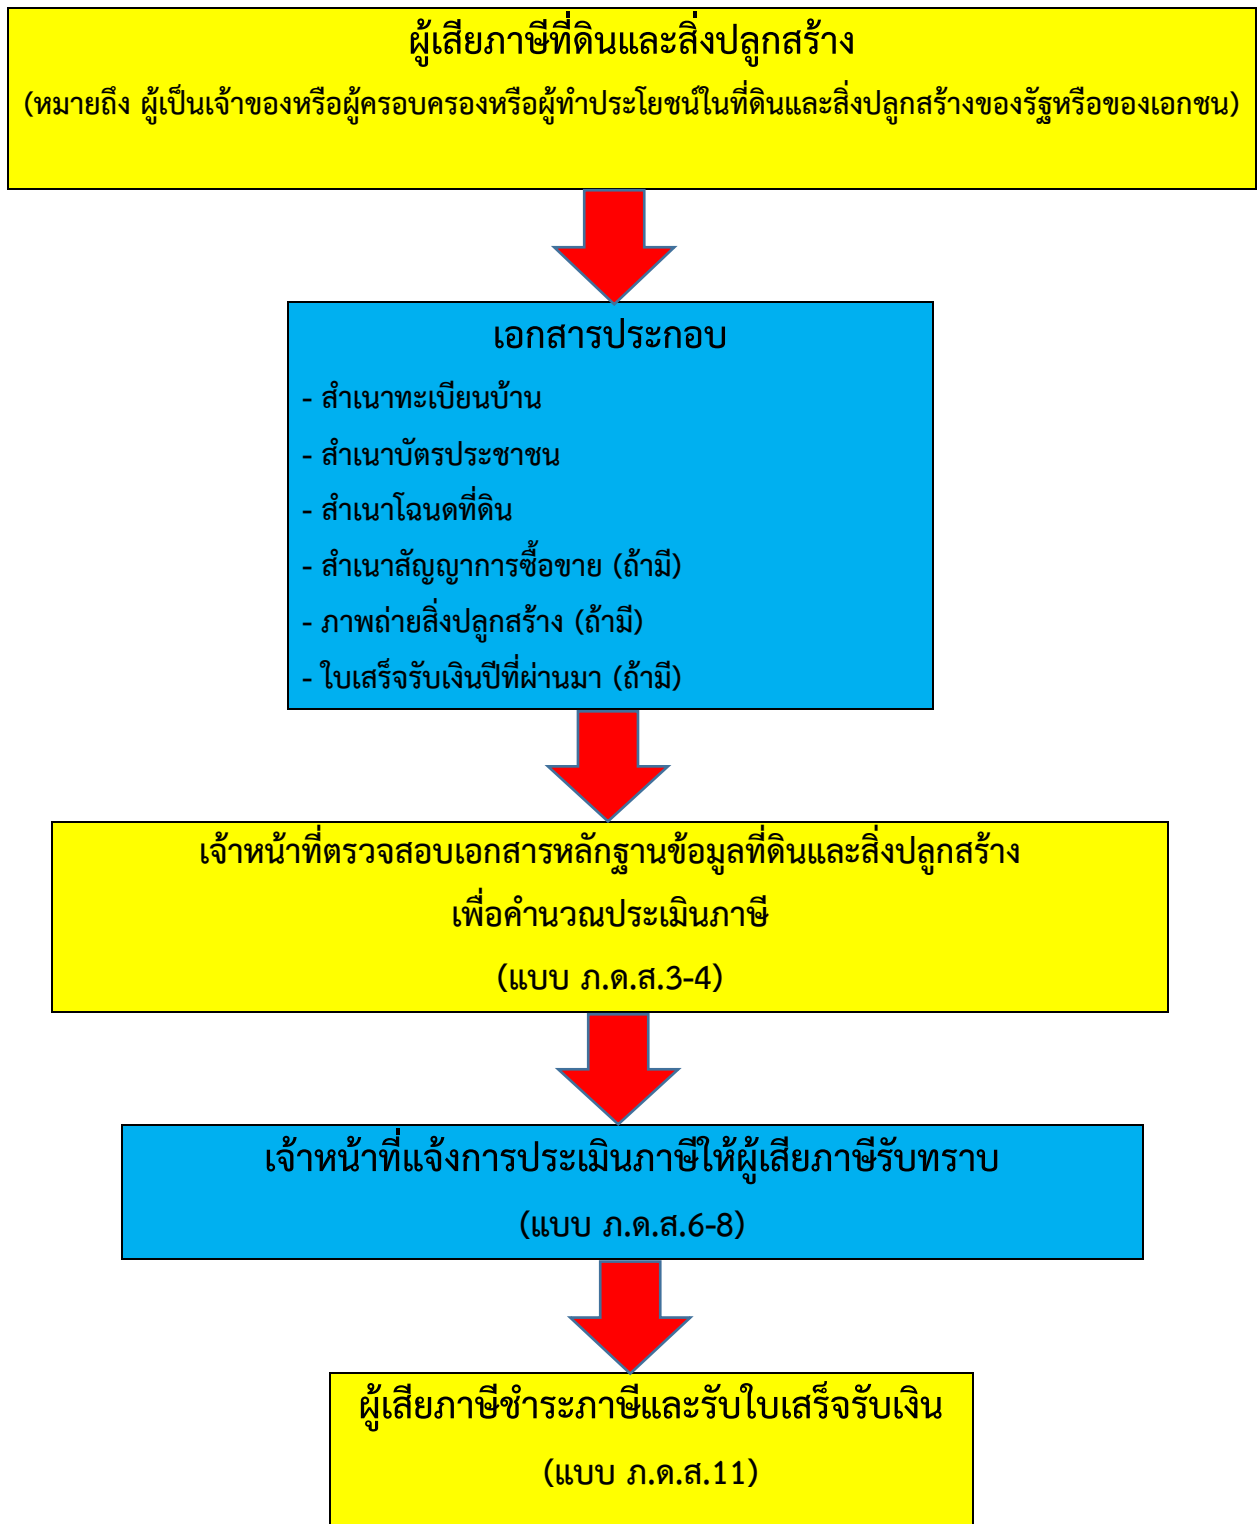 ผู้เสียภาษีที่ดินและสิ่งปลูกสร้าง
(หมายถึง ผู้เป็นเจ้าของหรือผู้ครอบครองหรือผู้ทำประโยชน์ในที่ดินและสิ่งปลูกสร้างของรัฐหรือของเอกชน)
เอกสารประกอบ
- สำเนาทะเบียนบ้าน
- สำเนาบัตรประชาชน
- สำเนาโฉนดที่ดิน
- สำเนาสัญญาการซื้อขาย (ถ้ามี)
- ภาพถ่ายสิ่งปลูกสร้าง (ถ้ามี)
- ใบเสร็จรับเงินปีที่ผ่านมา (ถ้ามี)
เจ้าหน้าที่ตรวจสอบเอกสารหลักฐานข้อมูลที่ดินและสิ่งปลูกสร้าง
เพื่อคำนวณประเมินภาษี
(แบบ ภ.ด.ส.3-4)
เจ้าหน้าที่แจ้งการประเมินภาษีให้ผู้เสียภาษีรับทราบ
(แบบ ภ.ด.ส.6-8)
ผู้เสียภาษีชำระภาษีและรับใบเสร็จรับเงิน
(แบบ ภ.ด.ส.11)